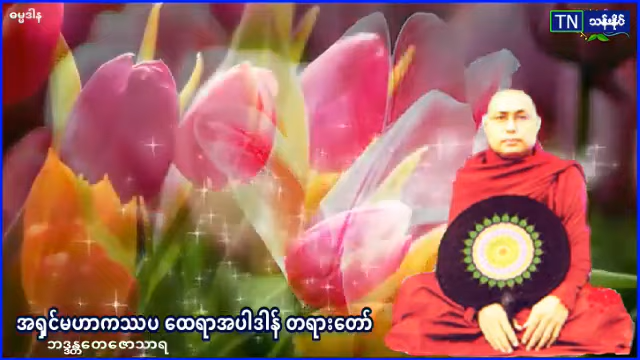 ဓမ္မဒါန
TN သန်းနိုင်
အရှင်မဟာကဿပ ထေရာအပါဒါန် တရားတော်
ဘဒ္ဒန္တတေဇောသာရ